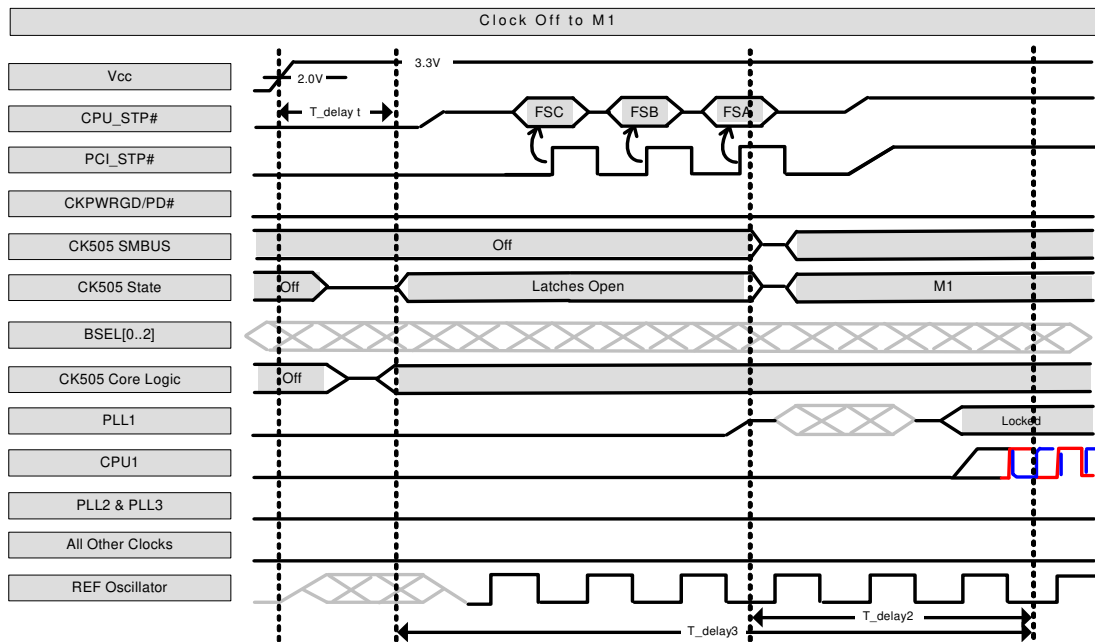 Clock Off to M1
Vcc
2.0V
3.3V
T_delay t
CPU_STP#
FSC
FSB
FSA
PCI_STP#
CKPWRGD/PD#
CK505 SMBUS
Off
CK505 State
Off
Latches Open
M1
BSEL[0..2]
CK505 Core Logic
Off
PLL1
Locked
CPU1
PLL2 & PLL3
All Other Clocks
REF Oscillator
T_delay2
T_delay3